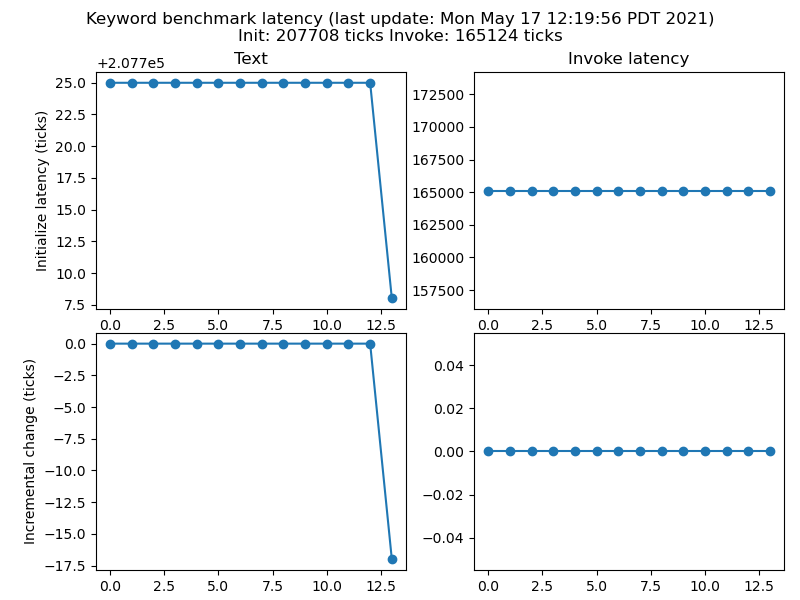 Keyword benchmark latency (last update: Mon May 17 12:19:56 PDT 2021)
Init: 207708 ticks Invoke: 165124 ticks
Text
+2.077e5
Initialize latency (ticks)
25.0
22.5
20.0
17.5
15.0
12.5
10.0
7.5
0.0 2.5 5.0 7.5 10.0 12.5
Invoke latency
172500
170000
167500
165000
162500
160000
157500
0.0 2.5 5.0 7.5 10.0 12.5
Incremental change (ticks)
0.0
−2.5
−5.0
−7.5
−10.0
−12.5
−15.0
−17.5
0.0 2.5 5.0 7.5 10.0 12.5
0.04
0.02
0.00
−0.02
−0.04
0.0 2.5 5.0 7.5 10.0 12.5